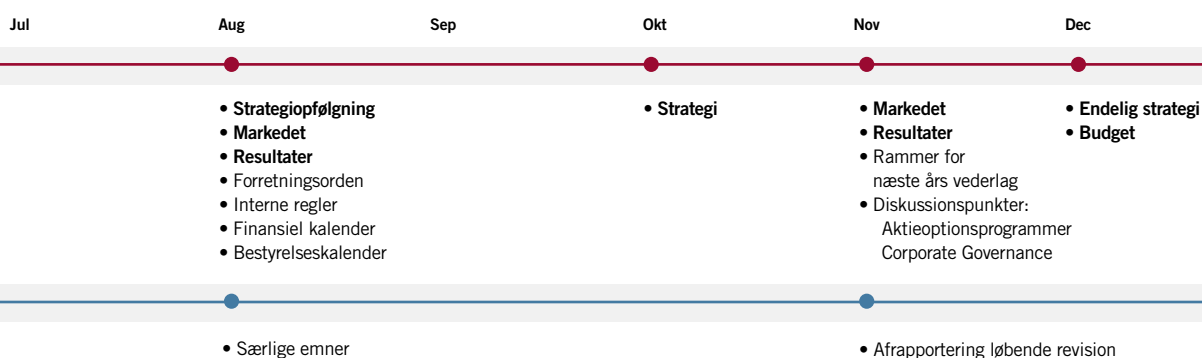 Jul Aug Sep Okt Nov Dec
• Strategiopfølgning
• Markedet
• Resultater
• Forretningsorden
• Interne regler
• Finansiel kalender
• Bestyrelseskalender
• Strategi
• Markedet
• Resultater
• Rammer for
næste års vederlag
• Diskussionspunkter:
Aktieoptionsprogrammer
Corporate Governance
• Endelig strategi
• Budget
• Særlige emner
• Afrapportering løbende revision